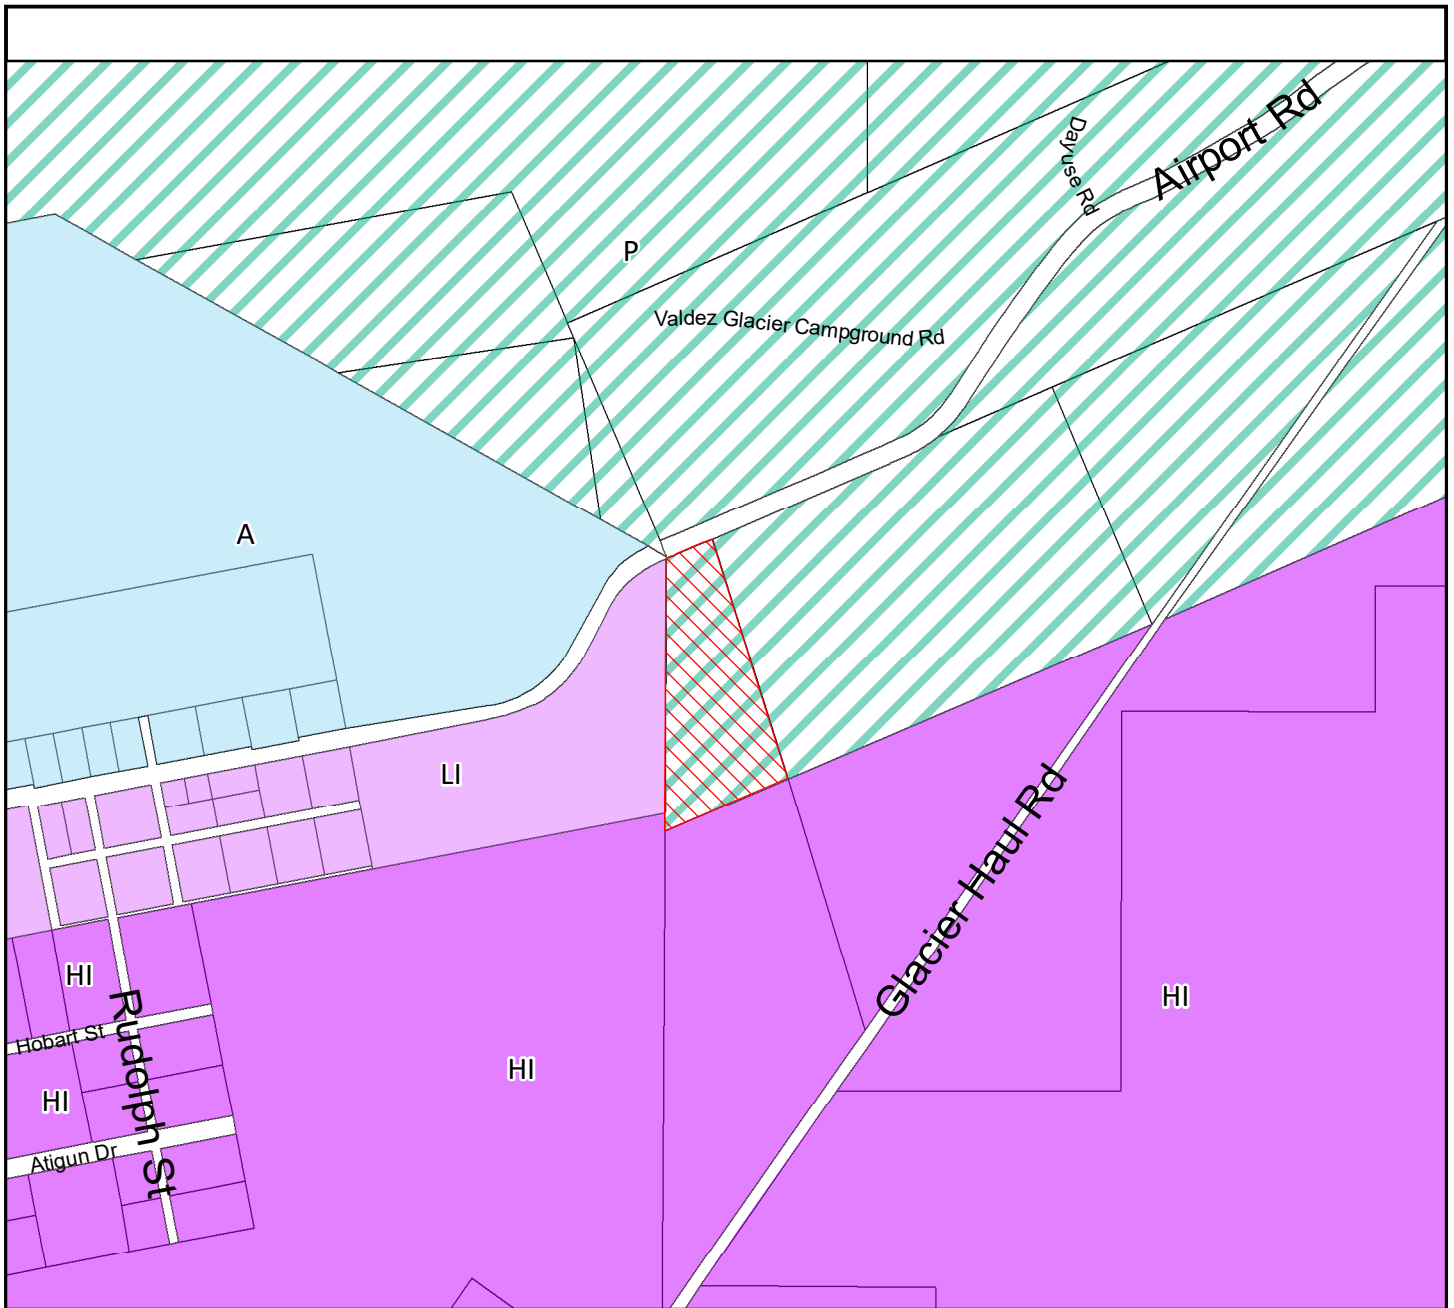 Airport Rd
Dayuse Rd
P
Valdez Glacier Campground Rd
A
LI
Glacier Haul Rd
HI
HI
HI
Rudolph St
Hobart St
HI
Atigun Dr